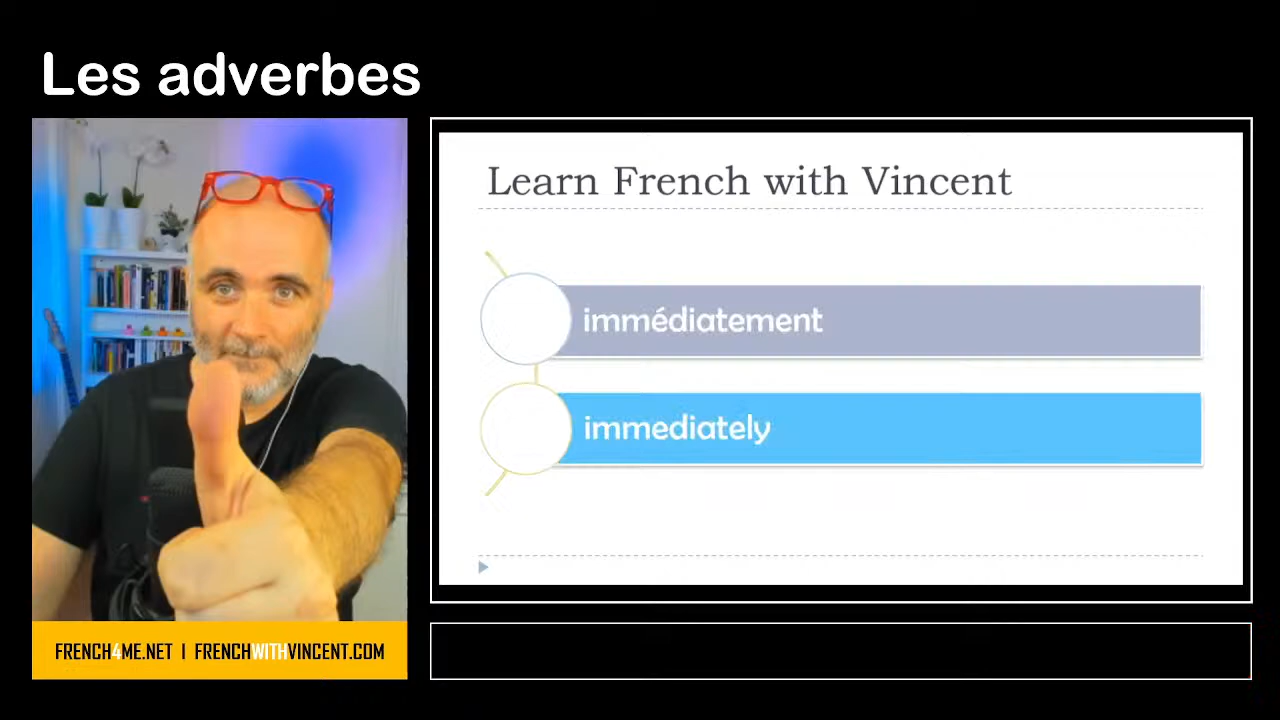 Les adverbes
Learn French with Vincent
immédiatement
immediately
FRENCH4ME.NET | FRENCHWITHVINCENT.COM